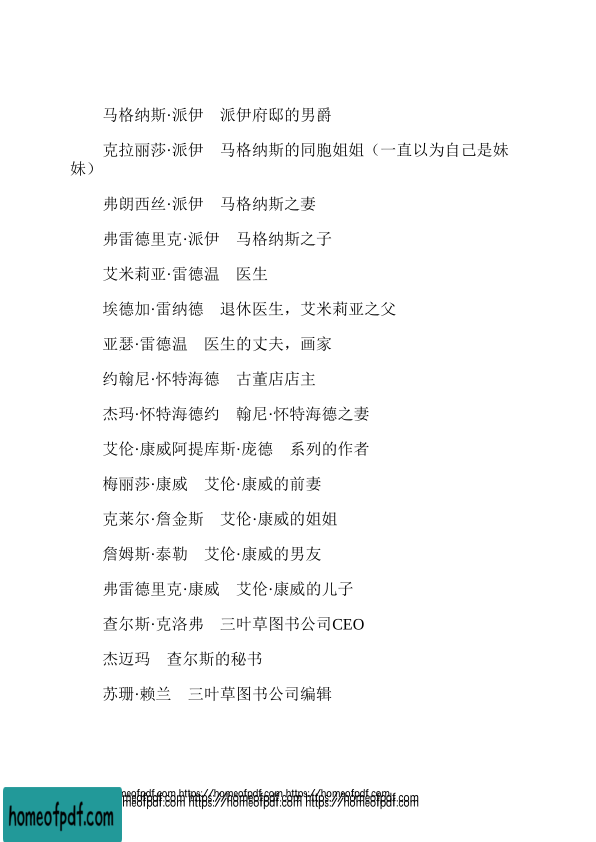 马格纳斯·派伊　派伊府邸的男爵
克拉丽莎·派伊　马格纳斯的同胞姐姐（一直以为自己是妹
妹）
弗朗西丝·派伊　马格纳斯之妻
弗雷德里克·派伊　马格纳斯之子
艾米莉亚·雷德温　医生
埃德加·雷纳德　退休医生，艾米莉亚之父
亚瑟·雷德温　医生的丈夫，画家
约翰尼·怀特海德　古董店店主
杰玛·怀特海德约　翰尼·怀特海德之妻
艾伦·康威阿提库斯·庞德　系列的作者
梅丽莎·康威　艾伦·康威的前妻
克莱尔·詹金斯　艾伦·康威的姐姐
詹姆斯·泰勒　艾伦·康威的男友
弗雷德里克·康威　艾伦·康威的儿子
查尔斯·克洛弗　三叶草图书公司CEO
杰迈玛　查尔斯的秘书
苏珊·赖兰　三叶草图书公司编辑
meofpdf.com https://homeofpdf.com https://homeofpdf.com
meofpdf.com https://homeofpdf.com https://homeofpdf.com
homeofpdf.com